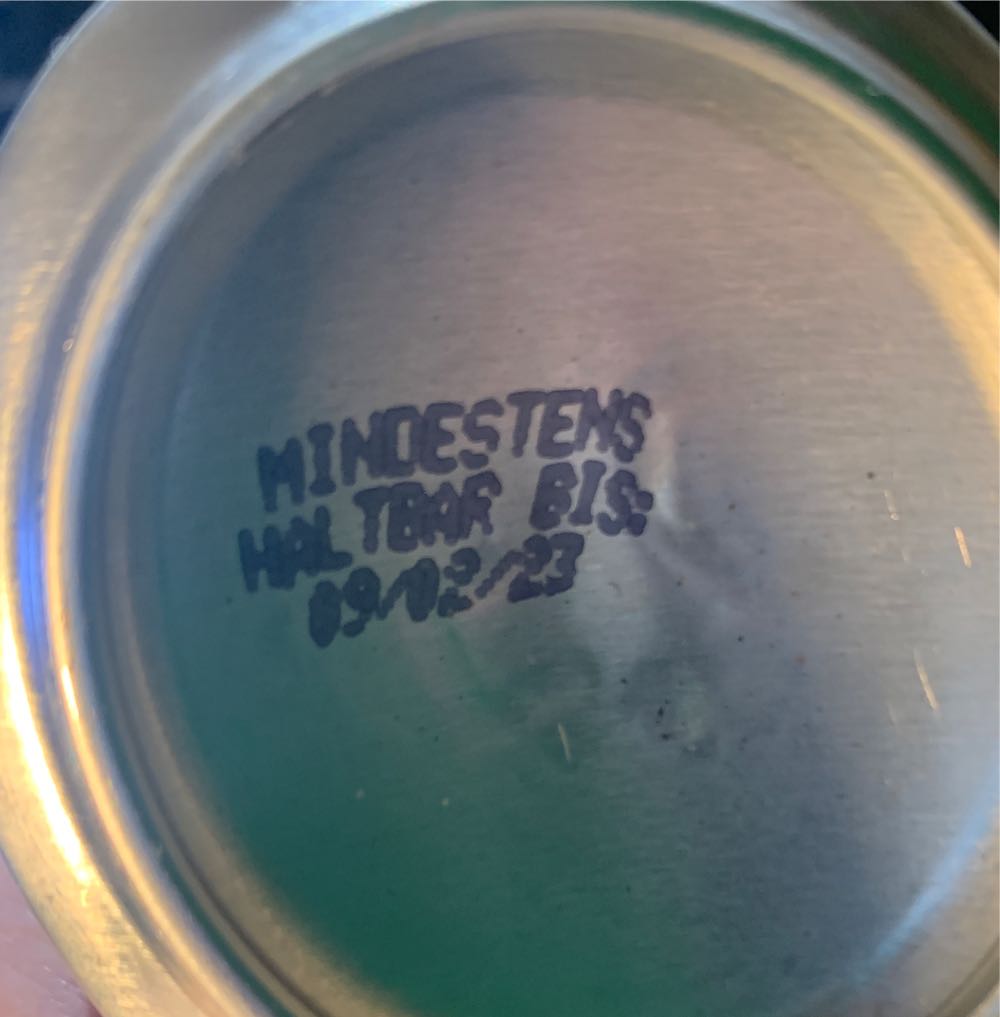 MINDESTENS
HALTBAR BIS:
09/02/23